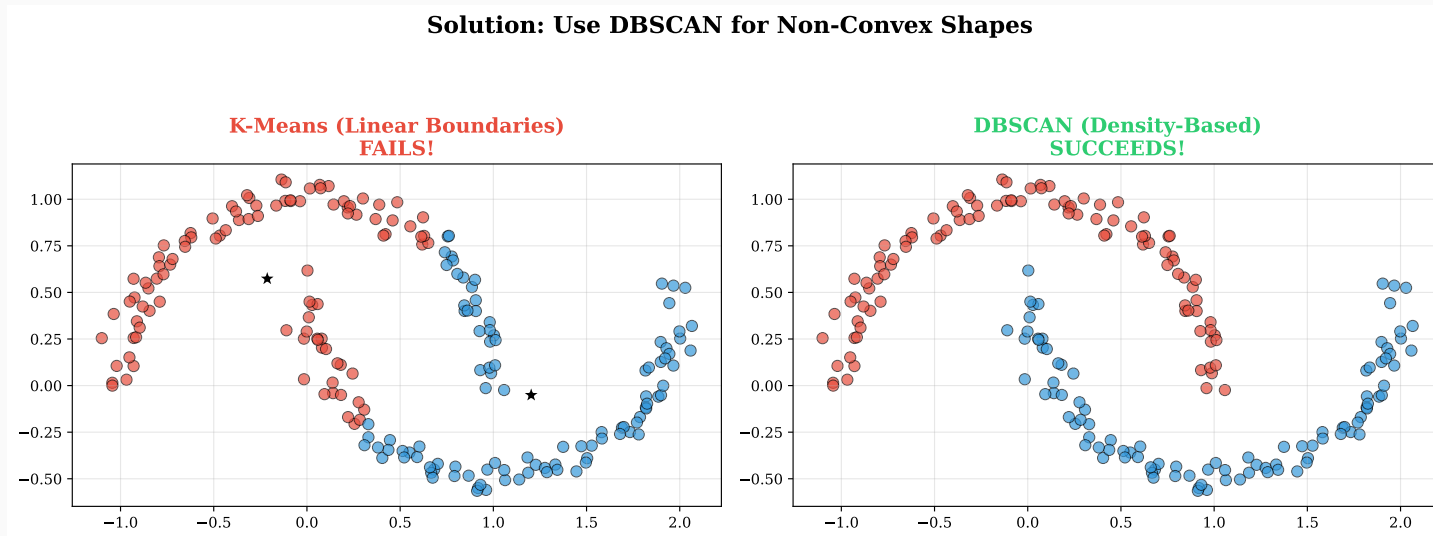 Solution: Use DBSCAN for Non-Convex Shapes
K-Means (Linear Boundaries)
FAILS!
1.00
0.75
0.50
0.25
0.00
−0.25
−0.50
−1.0 −0.5 0.0 0.5 1.0 1.5 2.0
DBSCAN (Density-Based)
SUCCEEDS!
1.00
0.75
0.50
0.25
0.00
−0.25
−0.50
−1.0 −0.5 0.0 0.5 1.0 1.5 2.0